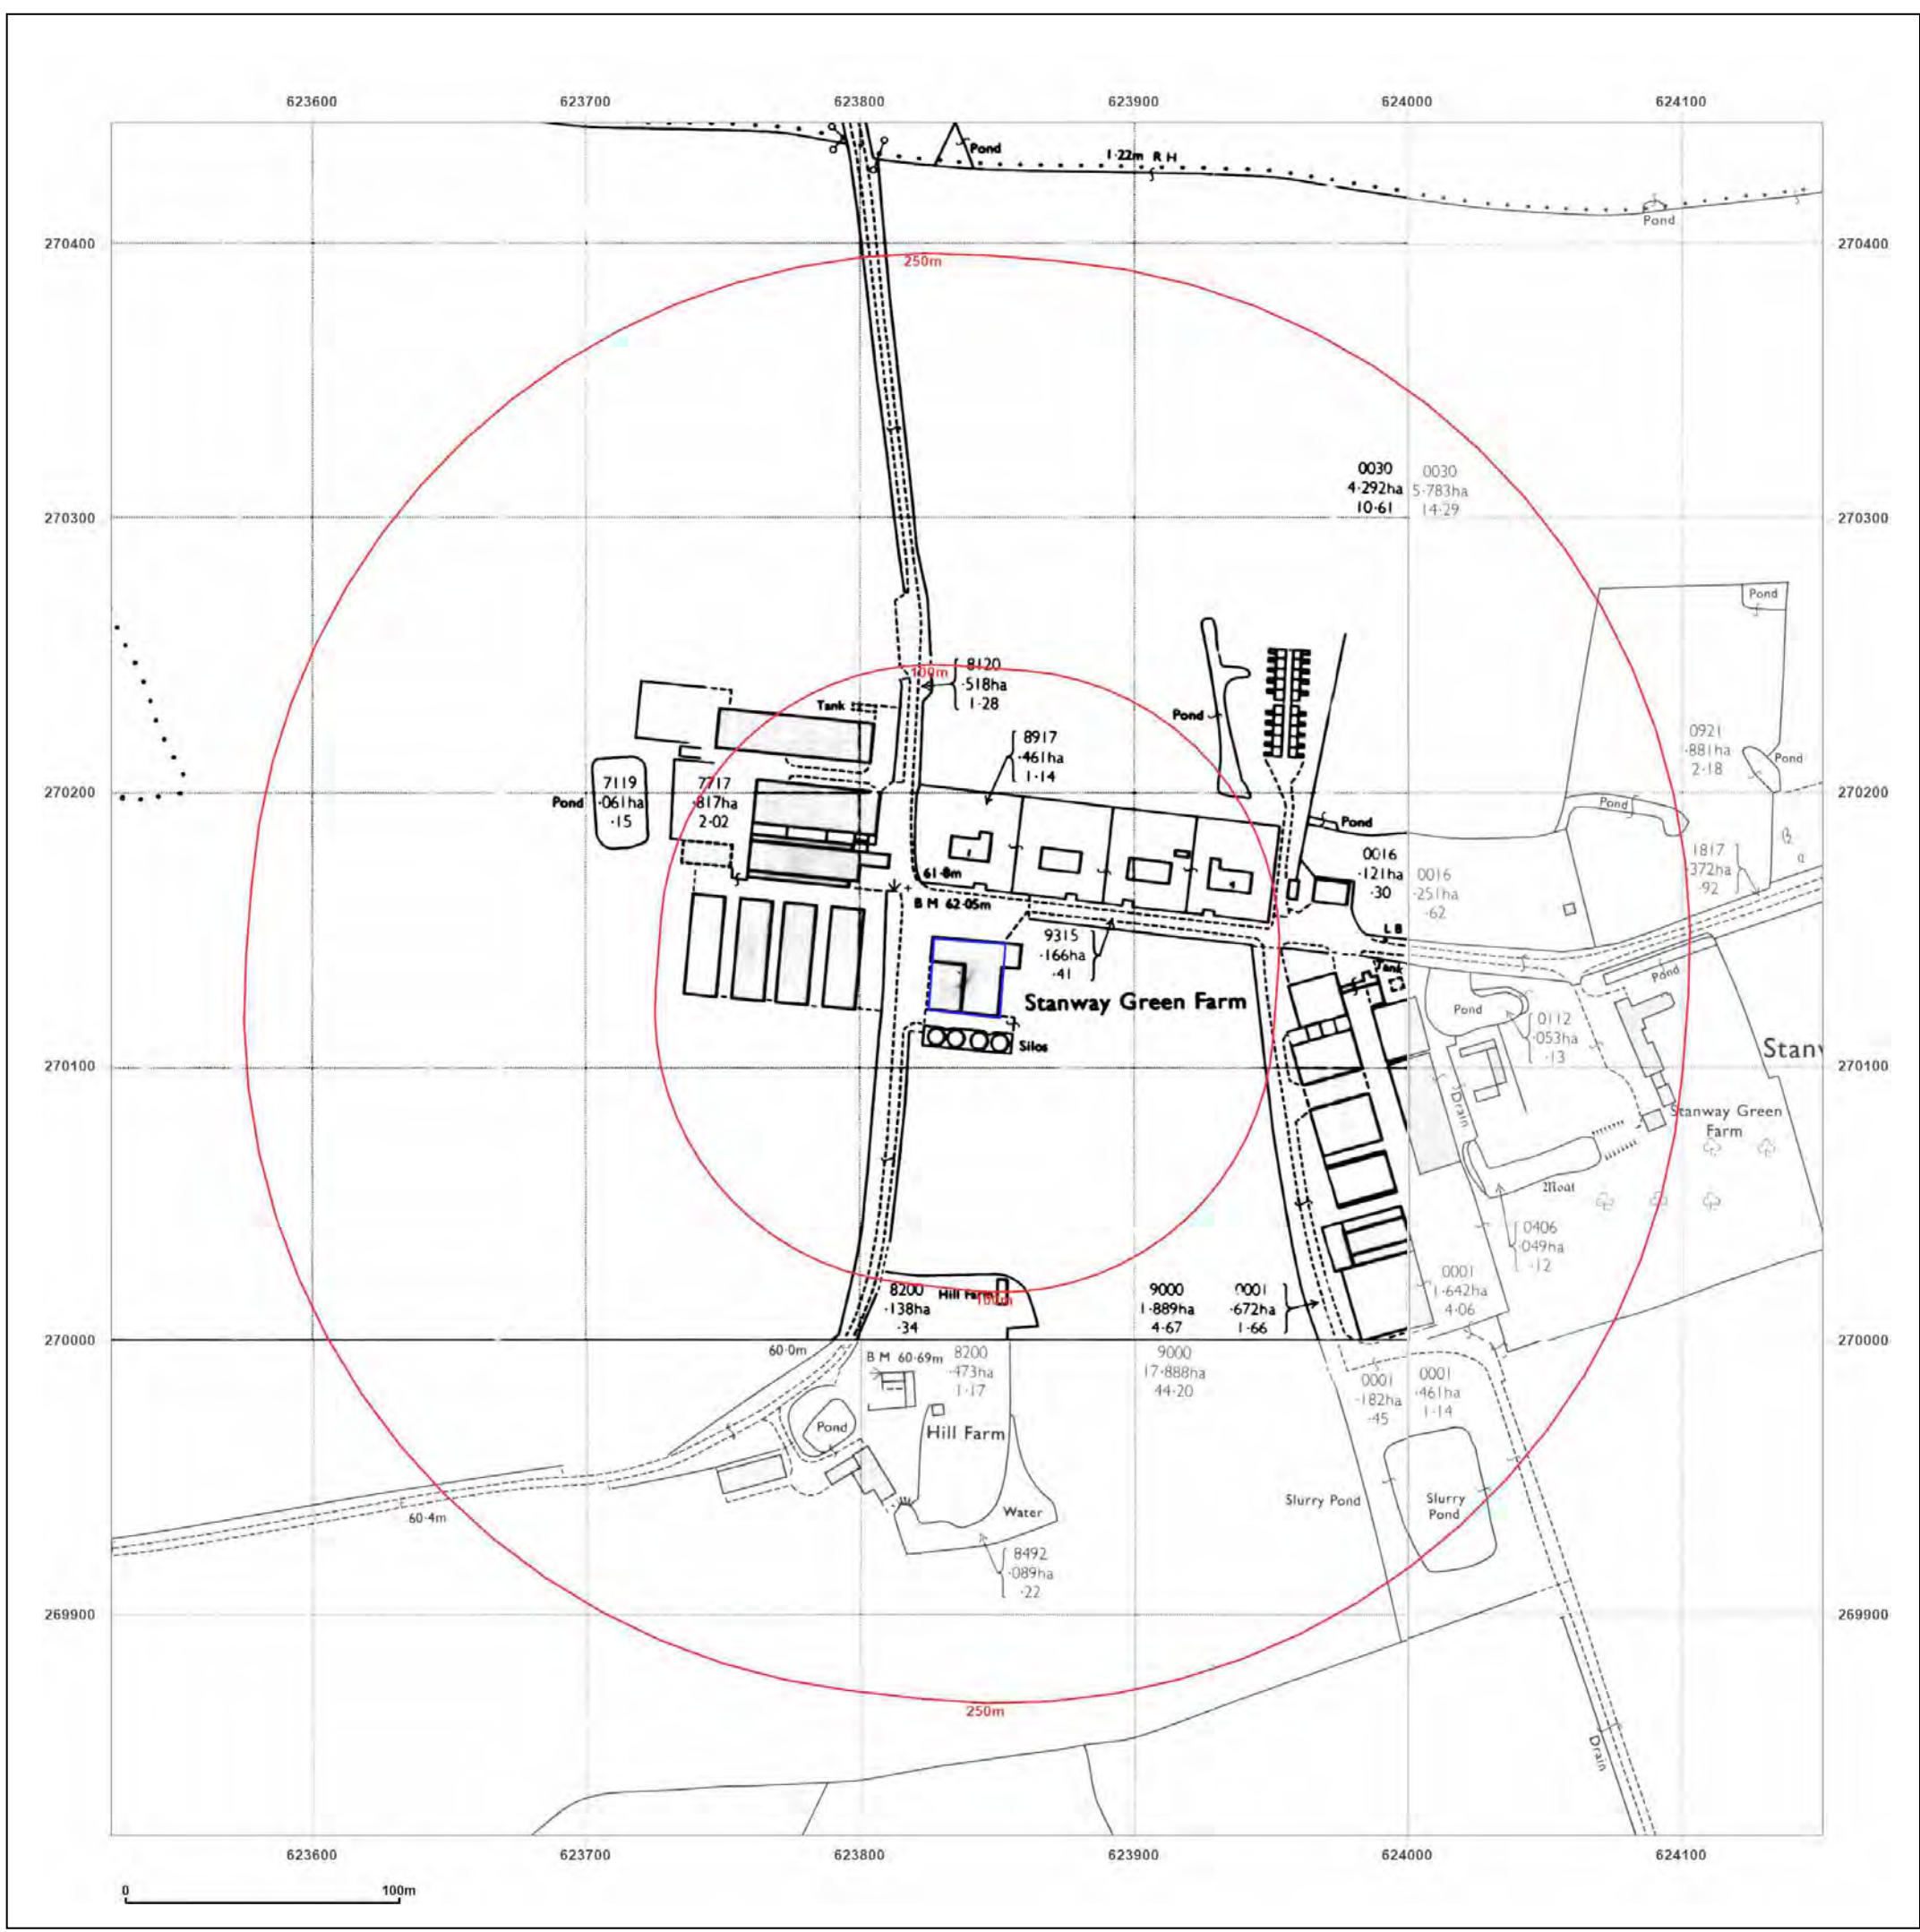 623600 623700 623800 623900 624000 624100
Pond
1·22m R H
Pond
270400 270400
250m
0030 0030
4·292ha 5·783ha
10·61 14·29
270300 270300
Pond
100m
8120
·518ha
1·28
Tank
Pond
8917
·461ha
1·14
0921
·881ha
2·18
Pond
270200 270200
7119
Pond ·061ha
·15
7717
·817ha
2·02
Pond
Pond
0016
·121ha
·30
0016
·251ha
·62
1817
·372ha
·92
61·8m
B M 62·05m
L B
9315
·166ha
·41
Tank
Pond
Stanway Green Farm
Pond
0112
·053ha
·13
Silos
Stanw
270100 270100
Drain
Stanway Green
Farm
Moat
0406
·049ha
·12
0001
1·642ha
4·06
8200
·138ha
·34
Hill Farm
100m
9000
1·889ha
4·67
0001
·672ha
1·66
270000 270000
60·0m
B M 60·69m
8200
·473ha
1·17
9000
17·888ha
44·20
0001
·182ha
·45
0001
·461ha
1·14
Pond
Hill Farm
Slurry Pond
Slurry
Pond
Water
60·4m
8492
·089ha
·22
269900 269900
250m
Drain
623600 623700 623800 623900 624000 624100
0 100m